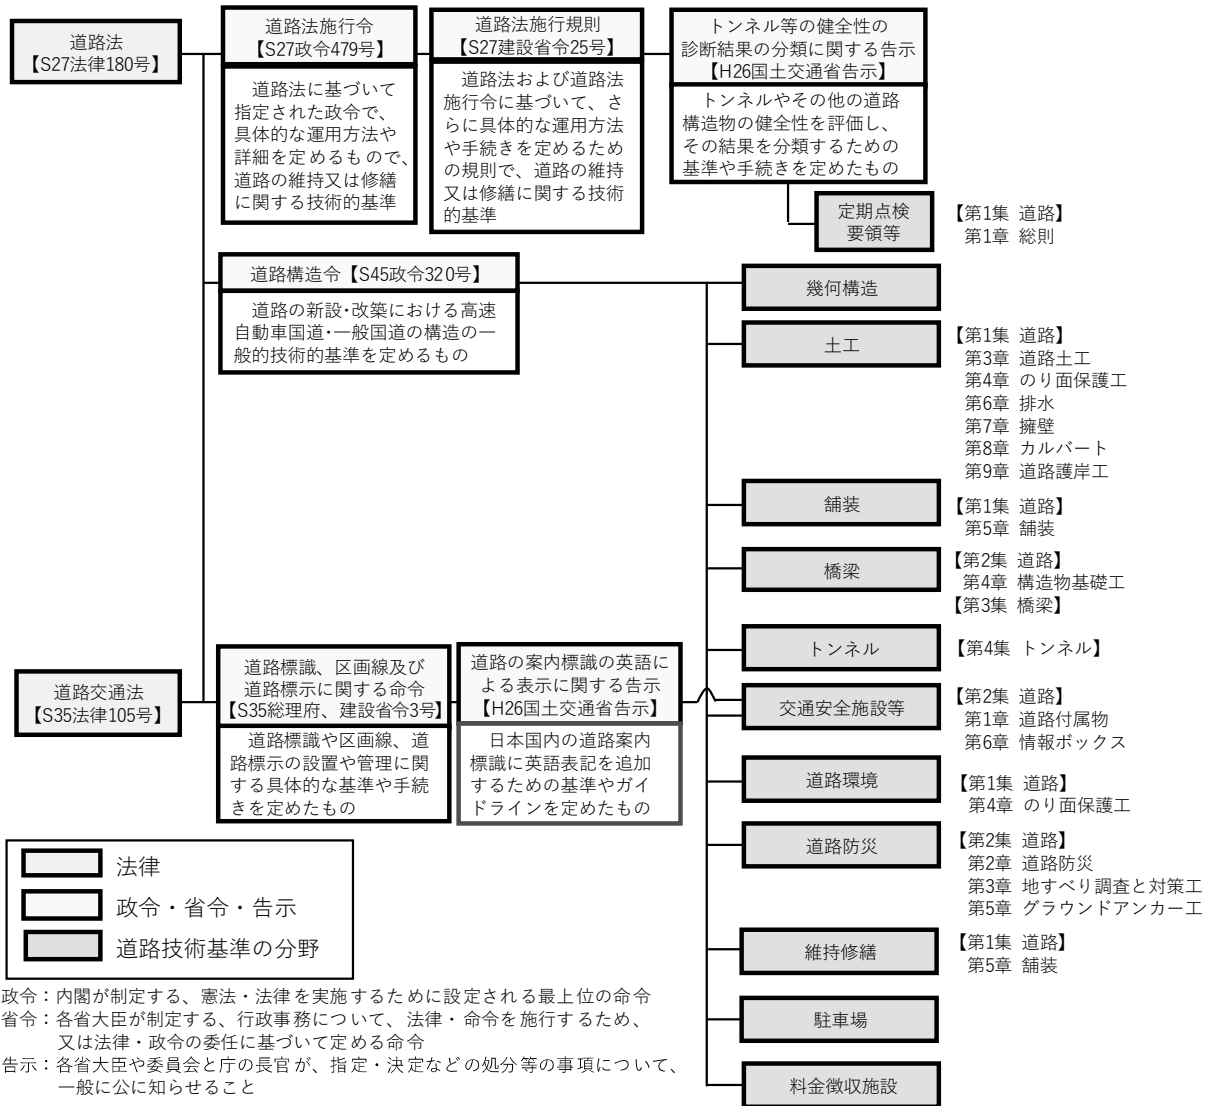 道路法
【S27法律180号】
道路法施行令
【S27政令479号】
道路法に基づいて
指定された政令で、
具体的な運用方法や
詳細を定めるもので、
道路の維持又は修繕
に関する技術的基準
道路法施行規則
【S27建設省令25号】
道路法および道路法
施行令に基づいて、さ
らに具体的な運用方法
や手続きを定めるため
の規則で、道路の維持
又は修繕に関する技術
的基準
トンネル等の健全性の
診断結果の分類に関する告示
【H26国土交通省告示】
トンネルやその他の道路
構造物の健全性を評価し、
その結果を分類するための
基準や手続きを定めたもの
定期点検
要領等
【第1集 道路】
第1章 総則
道路構造令【S45政令320号】
道路の新設・改築における高速
自動車国道・一般国道の構造の一
般的技術的基準を定めるもの
幾何構造
土工
【第1集 道路】
第3章 道路土工
第4章 のり面保護工
第6章 排水
第7章 擁壁
第8章 カルバート
第9章 道路護岸工
舗装
【第1集 道路】
第5章 舗装
橋梁
【第2集 道路】
第4章 構造物基礎工
【第3集 橋梁】
トンネル
【第4集 トンネル】
道路交通法
【S35法律105号】
道路標識、区画線及び
道路標示に関する命令
【S35総理府、建設省令3号】
道路標識や区画線、道
路標示の設置や管理に関
する具体的な基準や手続
きを定めたもの
道路の案内標識の英語に
よる表示に関する告示
【H26国土交通省告示】
日本国内の道路案内
標識に英語表記を追加
するための基準やガイ
ドラインを定めたもの
交通安全施設等
【第2集 道路】
第1章 道路付属物
第6章 情報ボックス
道路環境
【第1集 道路】
第4章 のり面保護工
道路防災
【第2集 道路】
第2章 道路防災
第3章 地すべり調査と対策工
第5章 グラウンドアンカー工
維持修繕
【第1集 道路】
第5章 舗装
駐車場
料金徴収施設
法律
政令・省令・告示
道路技術基準の分野
政令：内閣が制定する、憲法・法律を実施するために設定される最上位の命令
省令：各省大臣が制定する、行政事務について、法律・命令を施行するため、
又は法律・政令の委任に基づいて定める命令
告示：各省大臣や委員会と庁の長官が、指定・決定などの処分等の事項について、
一般に公に知らせること